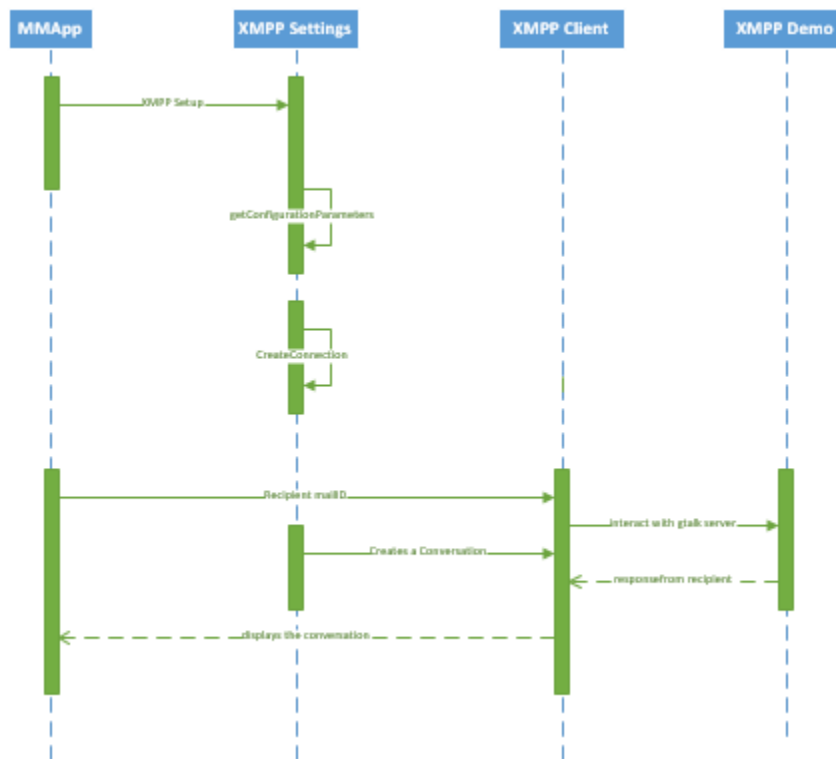 MMApp
XMPP Settings
XMPP Client
XMPP Demo
XMPP Setup
getConfigurationParameters
CreateConnection
Recipient mailID
interact with gtalk server
Creates a Conversation
responsefrom recipient
displays the conversation